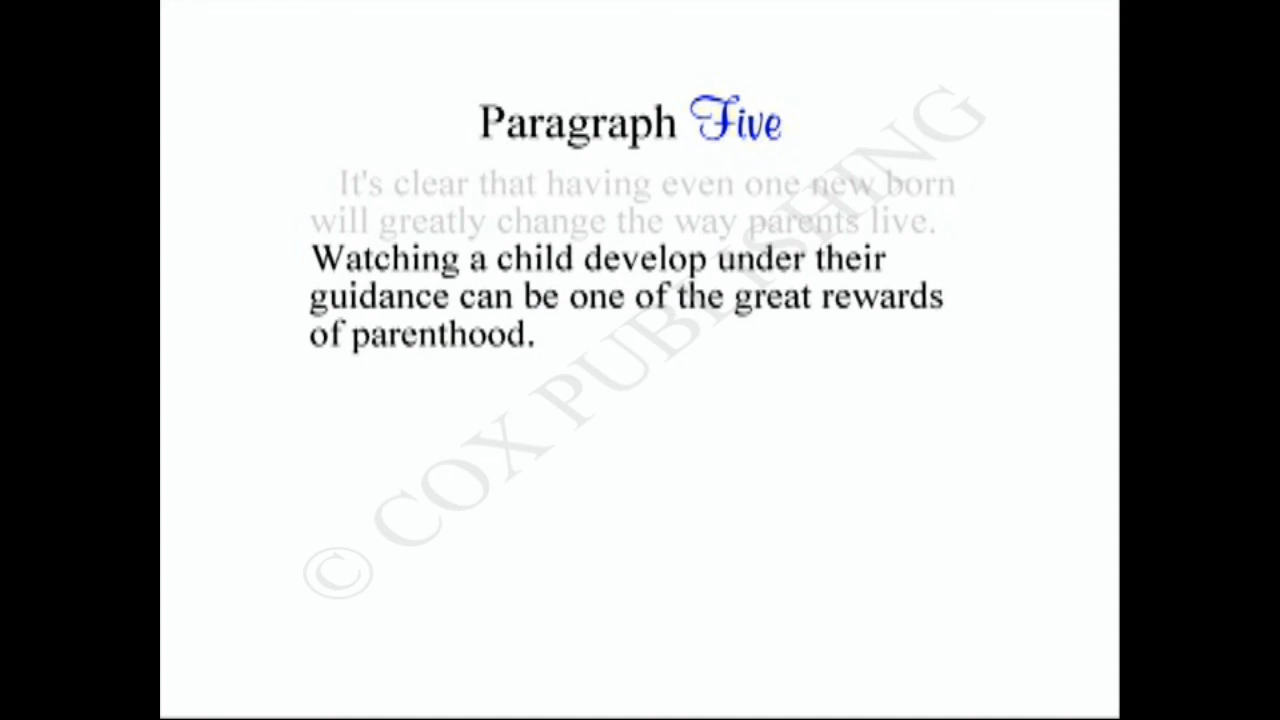 Paragraph Five
It's clear that having even one new born
will greatly change the way parents live.
Watching a child develop under their
guidance can be one of the great rewards
of parenthood.
© COX PUBLISHING